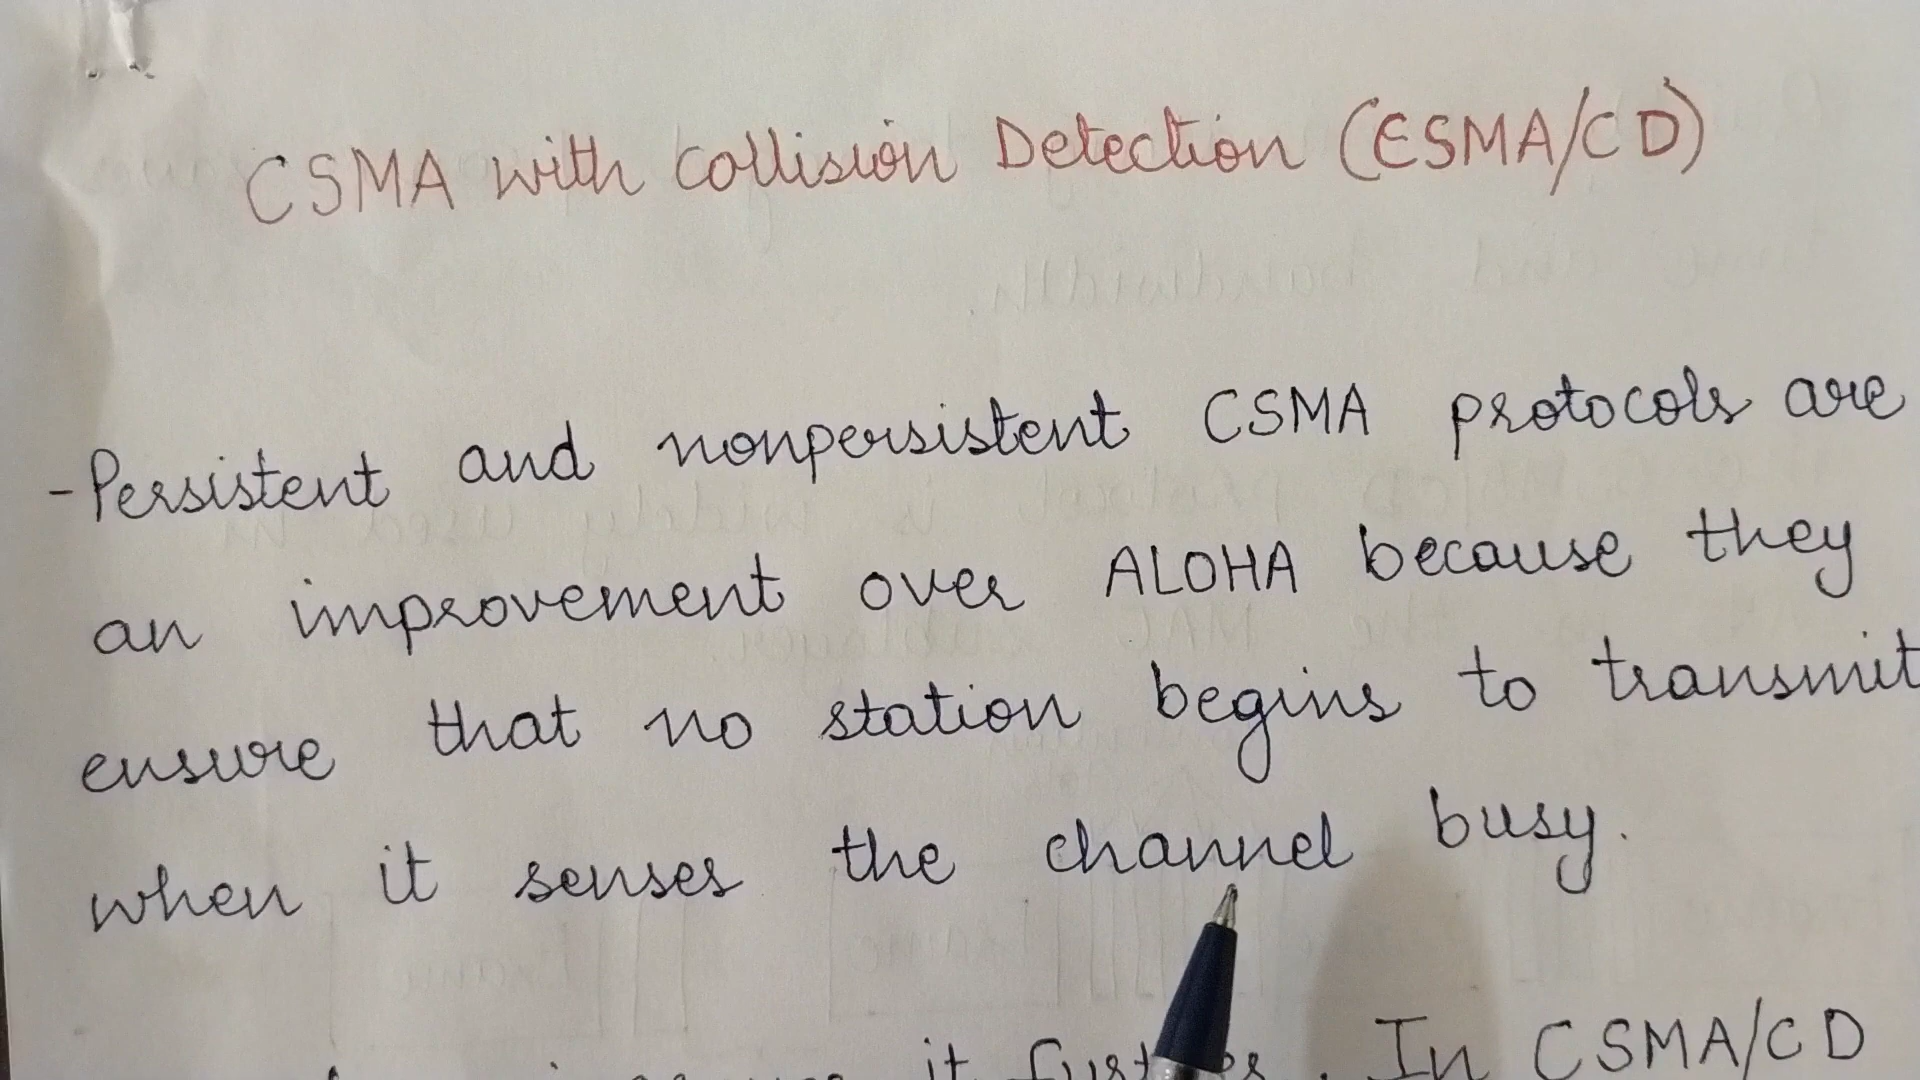 CSMA with Collision Detection (CSMA/CD)
- Persistent and nonpersistent CSMA protocols are
an improvement over ALOHA because they
ensure that no station begins to transmit
when it senses the channel busy.
it In CSMA/CD